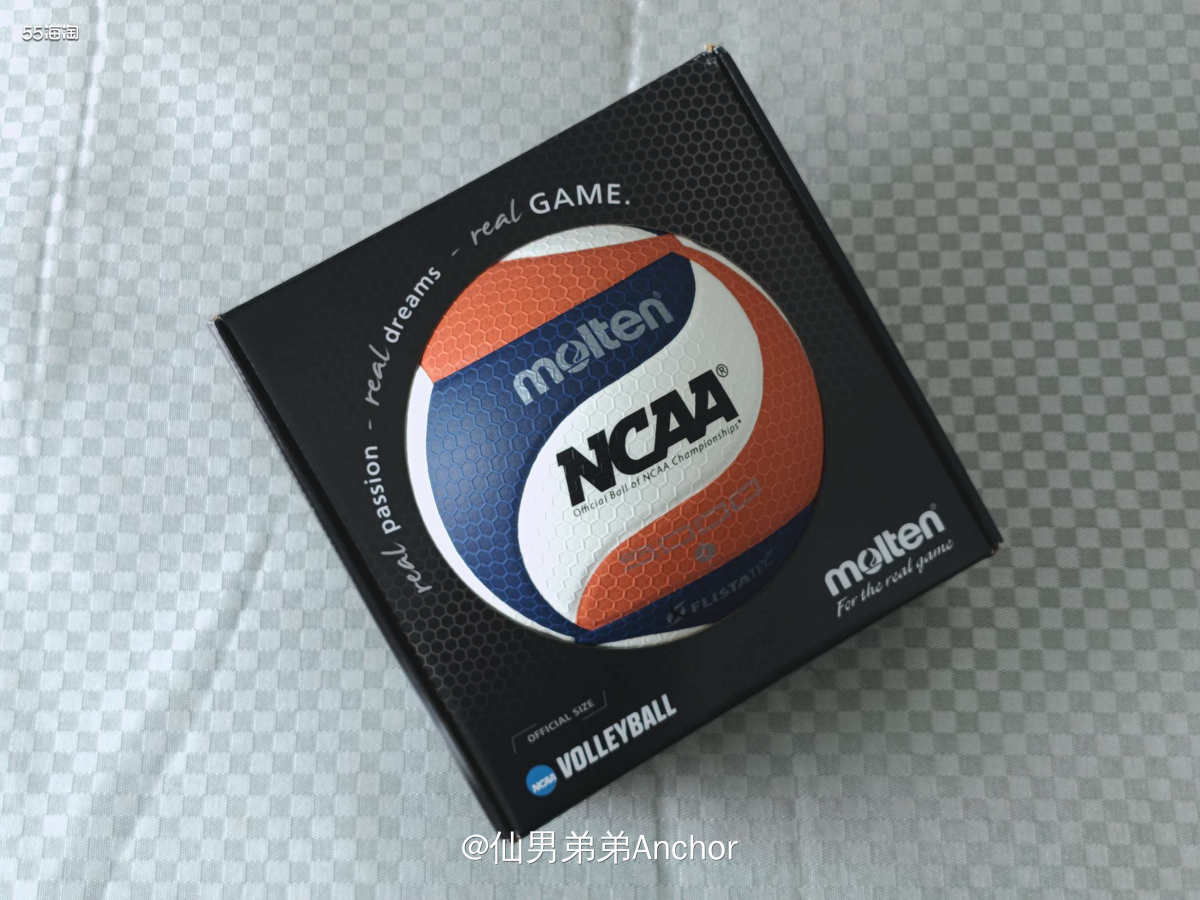 55海淘
real passion - real dreams - real GAME.
molten®
NCAA®
Official Ball of NCAA Championships®
5000
FLISTATEC
molten®
For the real game
OFFICIAL SIZE
NCAA VOLLEYBALL
@仙男弟弟Anchor